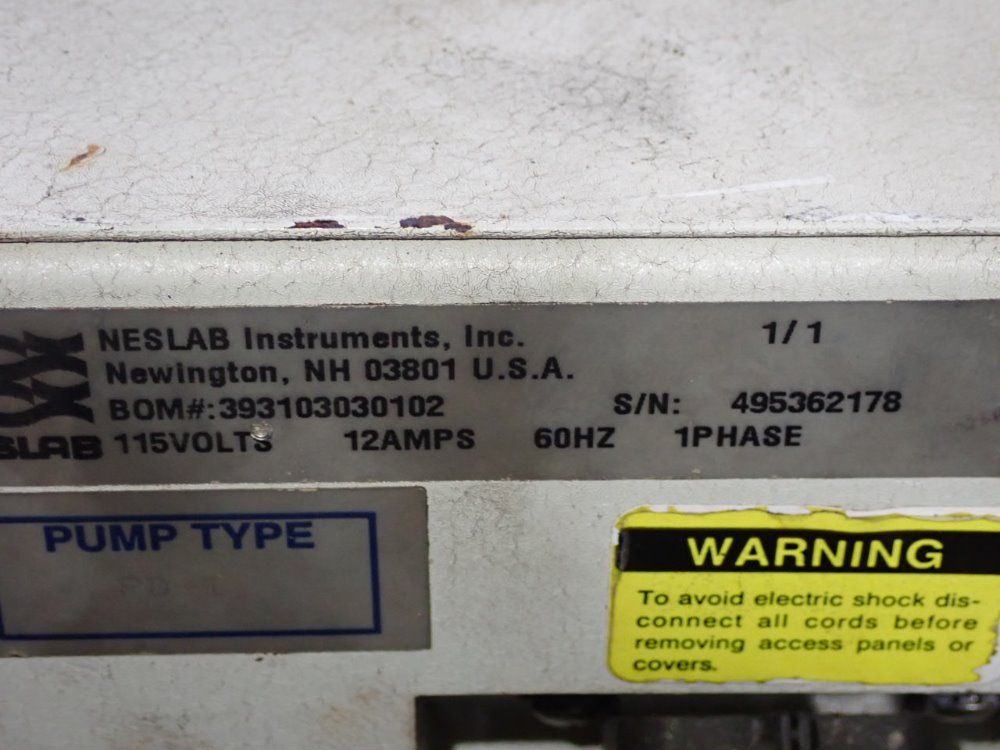 NESLAB Instruments, Inc. 1/1
Newington, NH 03801 U.S.A.
BOM#:393103030102 S/N: 495362178
SLAB 115VOLTS 12AMPS 60HZ 1PHASE
PUMP TYPE
WARNING
To avoid electric shock dis-
connect all cords before
removing access panels or
covers.